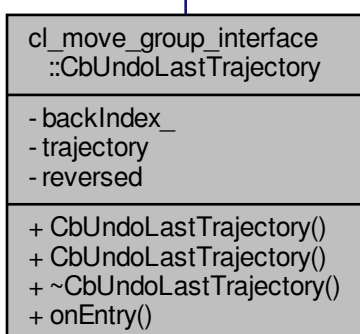 cl_move_group_interface
::CbUndoLastTrajectory
- backIndex_
- trajectory
- reversed
+ CbUndoLastTrajectory()
+ CbUndoLastTrajectory()
+ ~CbUndoLastTrajectory()
+ onEntry()